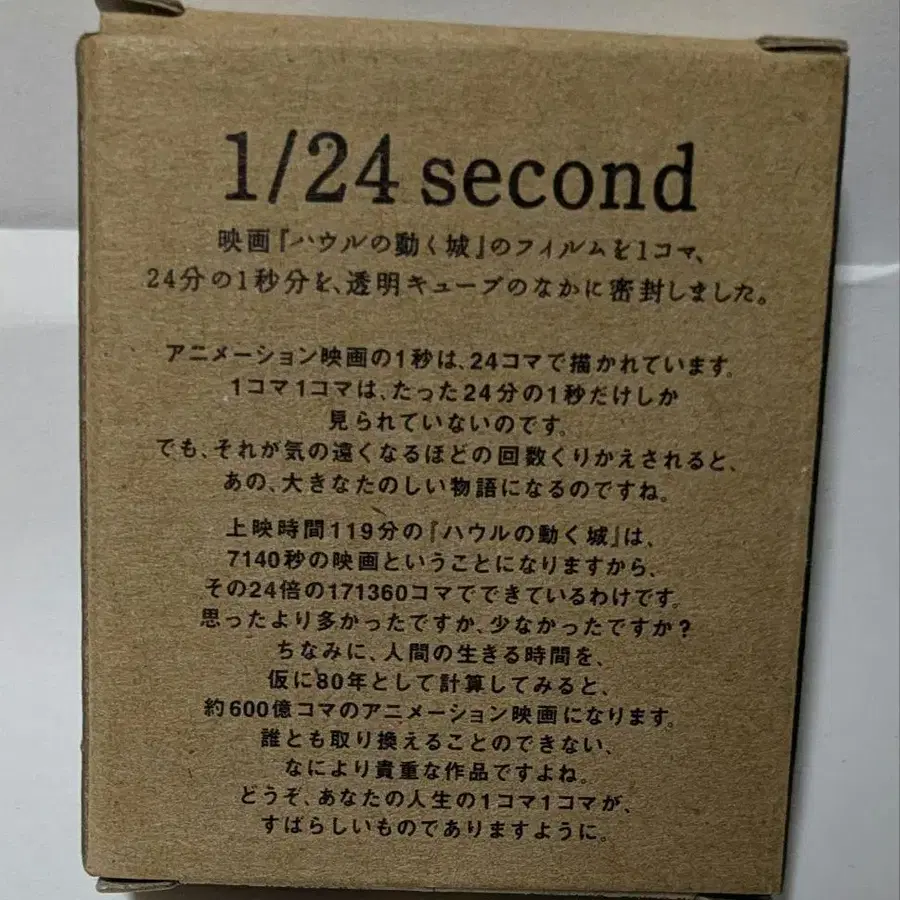 1/24 second
映画『ハウルの動く城』のフィルムを1コマ、
24分の1秒分を、透明キューブのなかに密封しました。
アニメーション映画の1秒は、24コマで描かれています。
1コマ1コマは、たった24分の1秒だけしか
見られていないのです。
でも、それが気の遠くなるほどの回数くりかえされると、
あの、大きなたのしい物語になるのですね。
上映時間119分の『ハウルの動く城』は、
7140秒の映画ということになりますから、
その24倍の171360コマでできているわけです。
思ったより多かったですか、少なかったですか?
ちなみに、人間の生きる時間を、
仮に80年として計算してみると、
約600億コマのアニメーション映画になります。
誰とも取り換えることのできない、
なにより貴重な作品ですよね。
どうぞ、あなたの人生の1コマ1コマが、
すばらしいものでありますように。